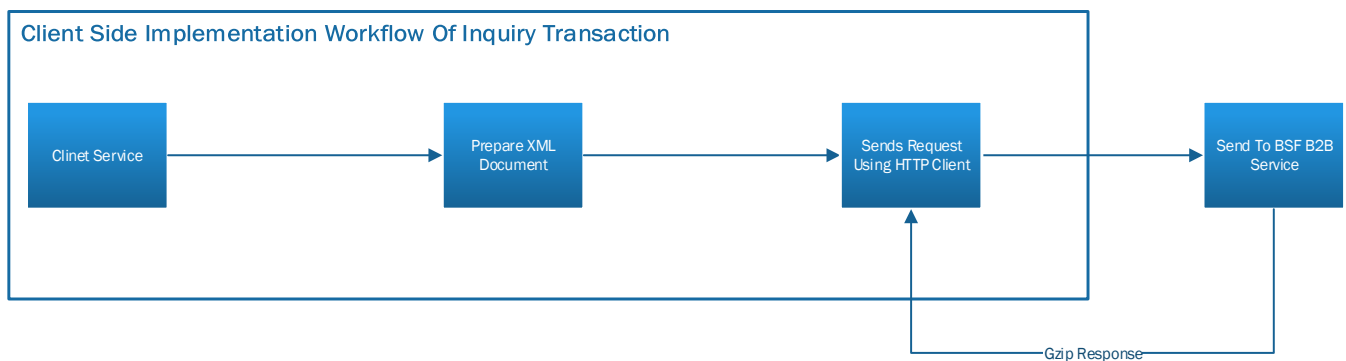 Client Side Implementation Workflow Of Inquiry Transaction
Clinet Service
Prepare XML
Document
Sends Request
Using HTTP Client
Send To BSF B2B
Service
Gzip Response